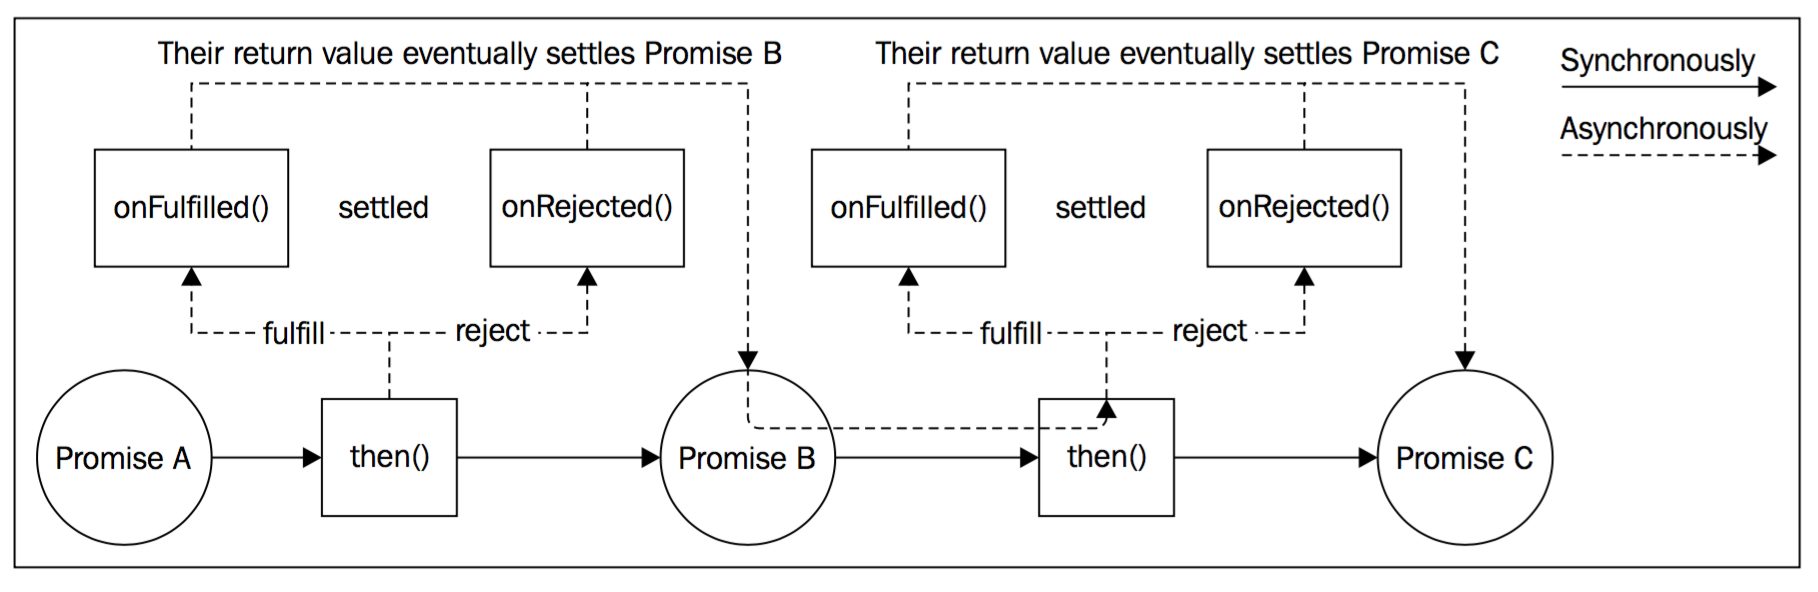 Their return value eventually settles Promise B
Their return value eventually settles Promise C
Synchronously
Asynchronously
onFulfilled()
settled
onRejected()
onFulfilled()
settled
onRejected()
fulfill
reject
fulfill
reject
Promise A
then()
Promise B
then()
Promise C